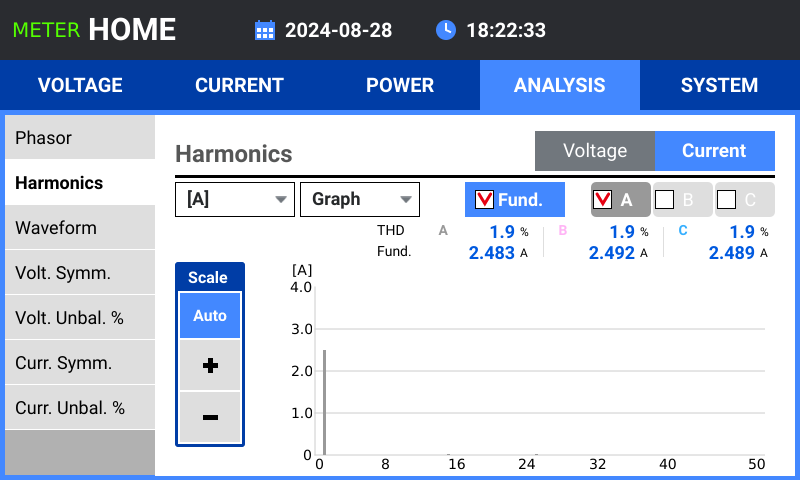 METER HOME 2024-08-28 18:22:33
VOLTAGE CURRENT POWER ANALYSIS SYSTEM
Phasor
Harmonics
Waveform
Volt. Symm.
Volt. Unbal. %
Curr. Symm.
Curr. Unbal. %
Harmonics Voltage Current
[A] Graph Fund. A B C
THD A 1.9 % B 1.9 % C 1.9 %
Fund. 2.483 A 2.492 A 2.489 A
Scale
Auto
+
−
[A]
4.0
3.0
2.0
1.0
0
0 8 16 24 32 40 50